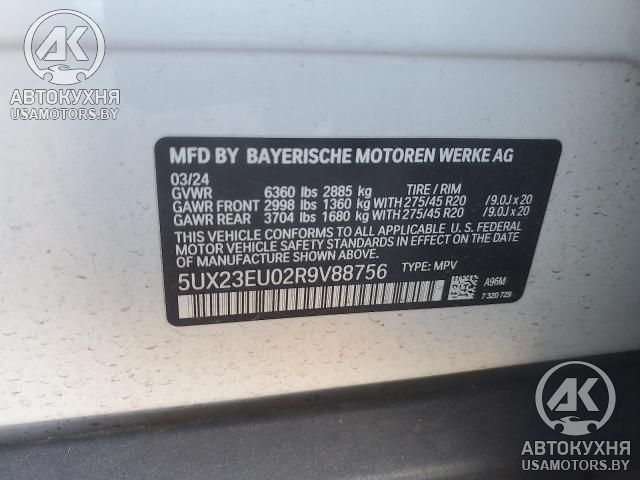 AK
АВТОКУХНЯ
USAMOTORS.BY
MFD BY BAYERISCHE MOTOREN WERKE AG
03/24
GVWR 6360 lbs 2885 kg TIRE / RIM
GAWR FRONT 2998 lbs 1360 kg WITH 275/45 R20 /9.0J x 20
GAWR REAR 3704 lbs 1680 kg WITH 275/45 R20 /9.0J x 20
THIS VEHICLE CONFORMS TO ALL APPLICABLE U. S. FEDERAL
MOTOR VEHICLE SAFETY STANDARDS IN EFFECT ON THE DATE OF
MANUFACTURE SHOWN ABOVE.
5UX23EU02R9V88756 TYPE: MPV
A96M
7 320 729
AK
АВТОКУХНЯ
USAMOTORS.BY